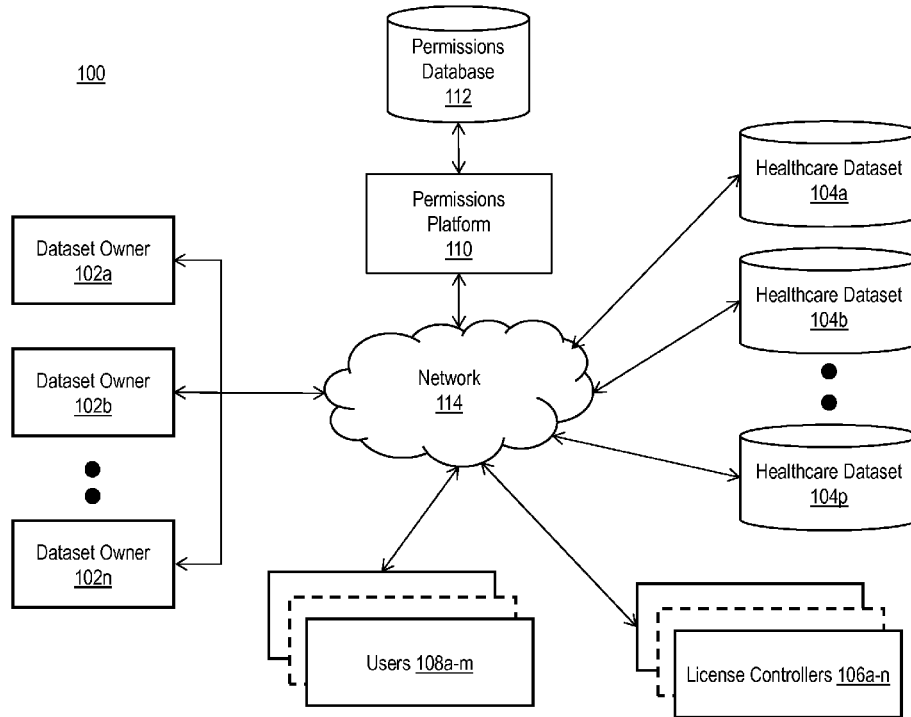 100
Permissions
Database
112
Permissions
Platform
110
Dataset Owner
102a
Dataset Owner
102b
Dataset Owner
102n
Network
114
Healthcare Dataset
104a
Healthcare Dataset
104b
Healthcare Dataset
104p
Users 108a-m
License Controllers 106a-n